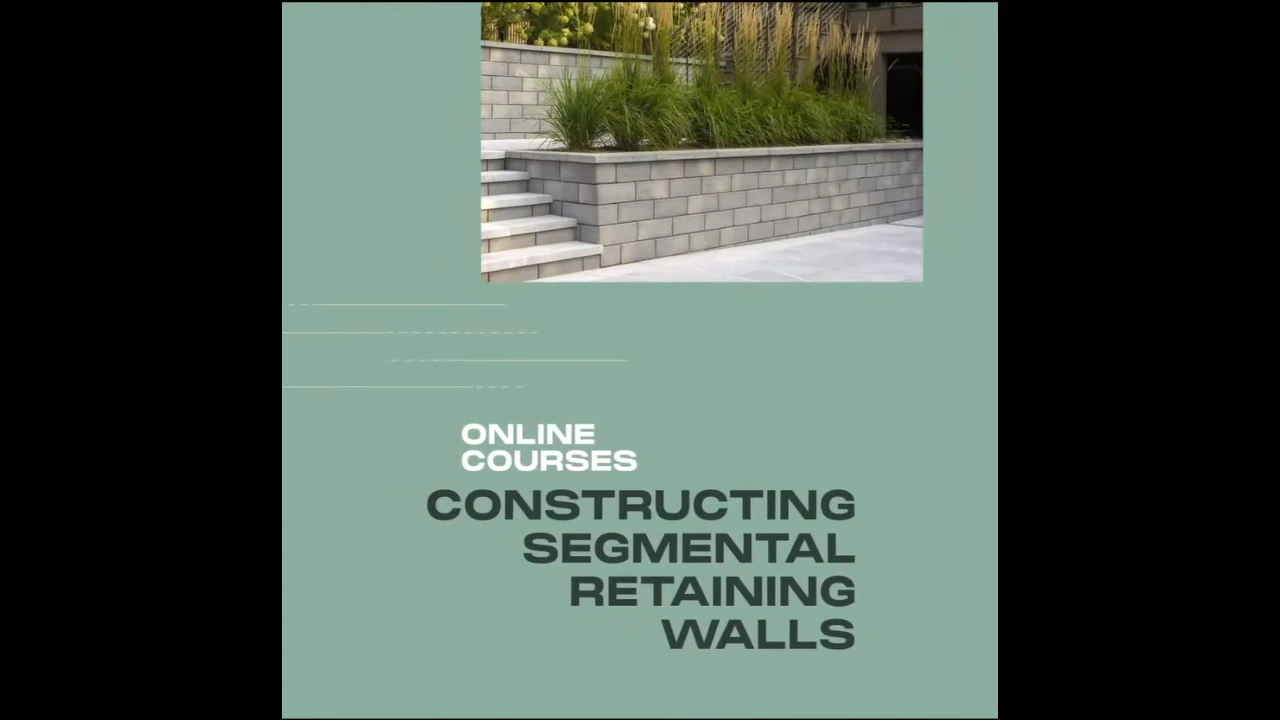 ONLINE
COURSES
CONSTRUCTING
SEGMENTAL
RETAINING
WALLS